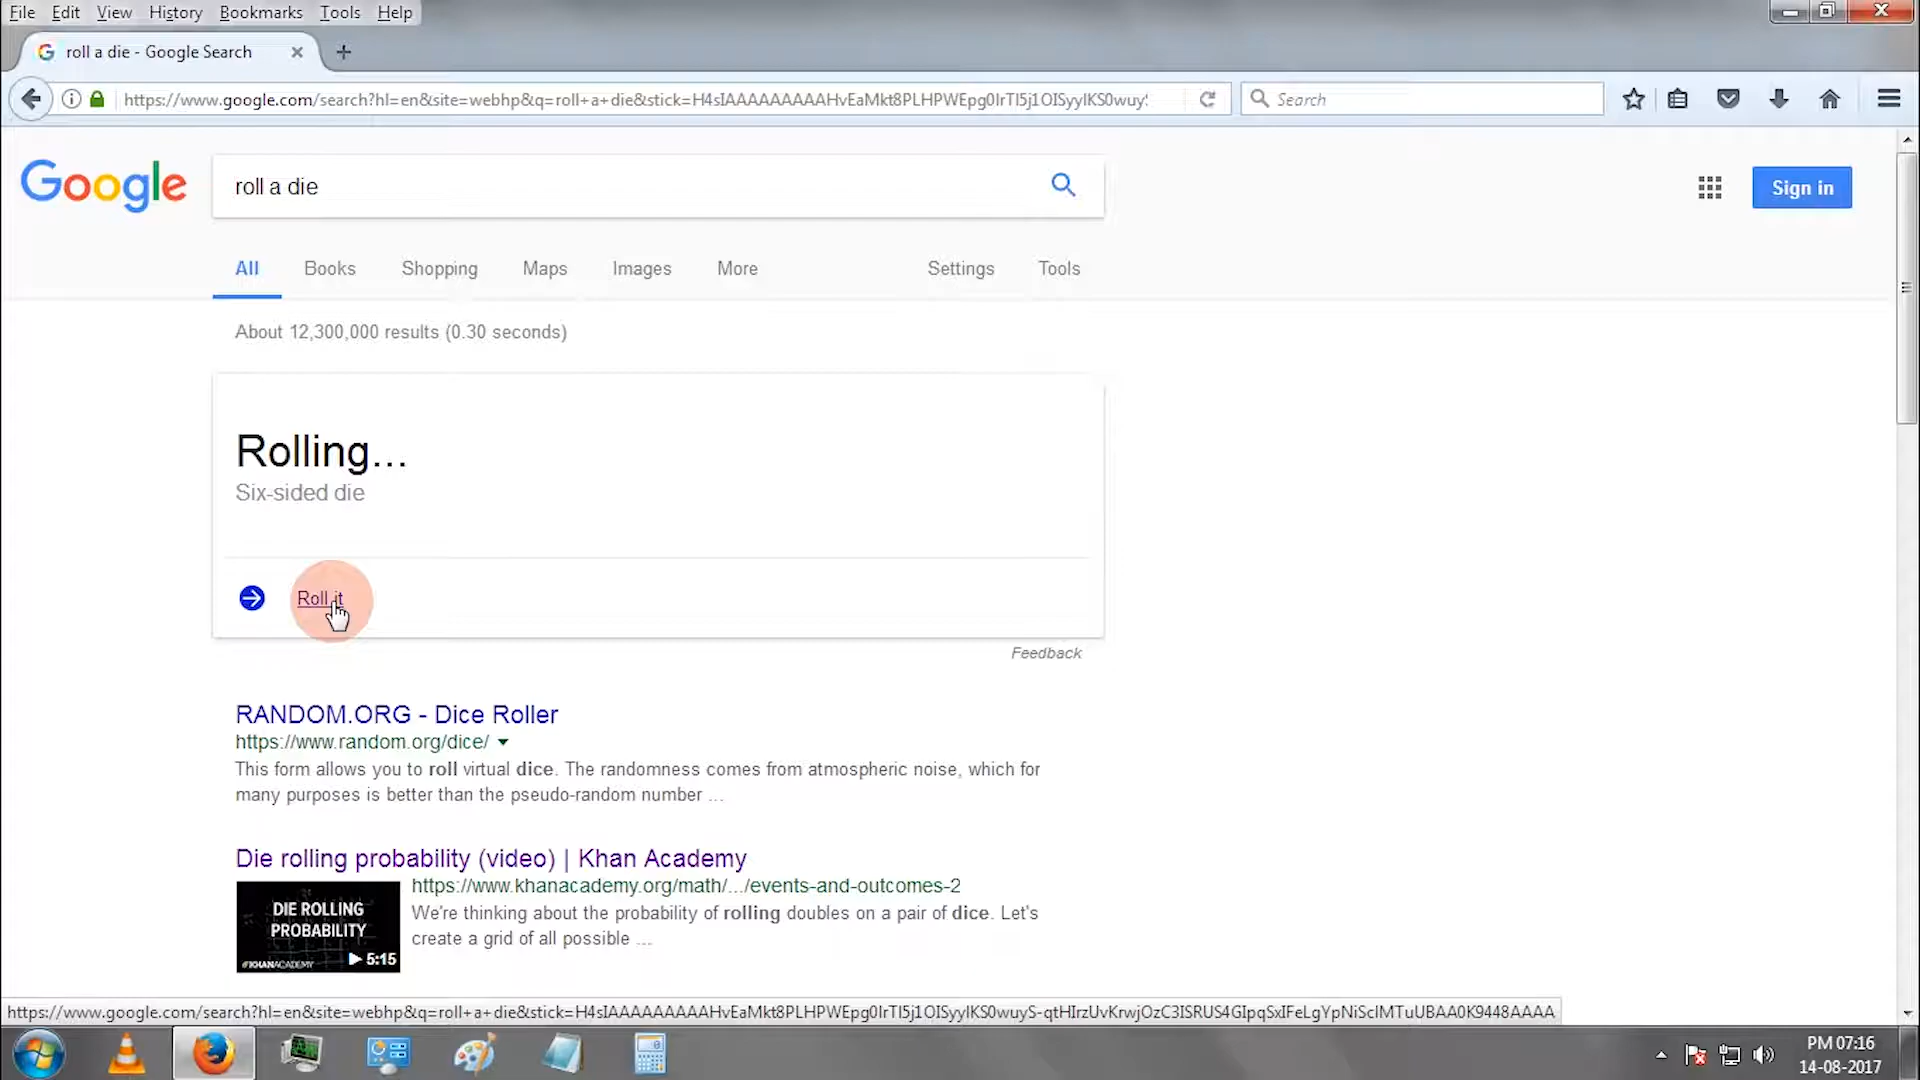 File Edit View History Bookmarks Tools Help
roll a die - Google Search
https://www.google.com/search?hl=en&site=webhp&q=roll+a+die&stick=
Search
Google
roll a die
Sign in
All Books Shopping Maps Images More Settings Tools
About 12,300,000 results (0.30 seconds)
Rolling...
Six-sided die
Roll it
Feedback
RANDOM.ORG - Dice Roller
https://www.random.org/dice/
This form allows you to roll virtual dice. The randomness comes from atmospheric noise, which for
many purposes is better than the pseudo-random number ...
Die rolling probability (video) | Khan Academy
https://www.khanacademy.org/math/.../events-and-outcomes-2
DIE ROLLING
PROBABILITY
We're thinking about the probability of rolling doubles on a pair of dice. Let's
create a grid of all possible ...
#KHANACADEMY 5:15
https://www.google.com/search?hl=en&site=webhp&q=roll+a+die&stick=
PM 07:16
14-08-2017